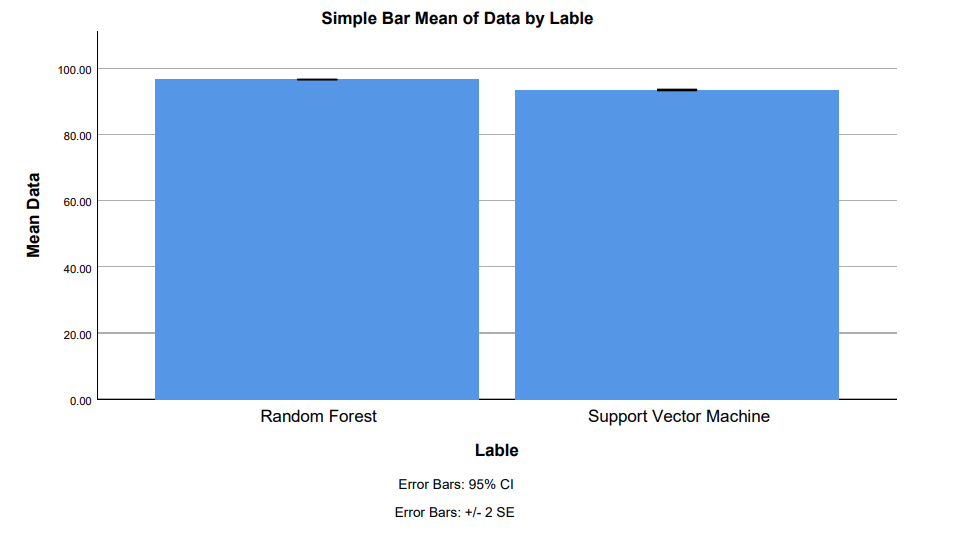 Simple Bar Mean of Data by Lable
100.00
80.00
60.00
40.00
20.00
0.00
Mean Data
Random Forest
Support Vector Machine
Lable
Error Bars: 95% CI
Error Bars: +/- 2 SE